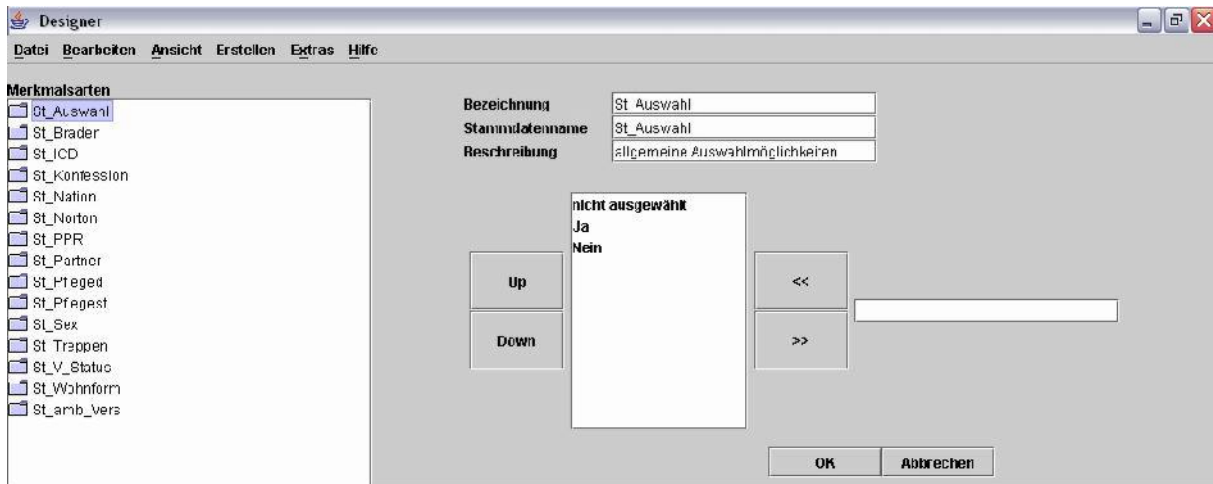 Designer
Datei Bearbeiten Ansicht Erstellen Extras Hilfe
Merkmalsarten
St_Auswahl
St_Brader
St_ICD
St_Konfession
St_Nation
St_Norton
St_PPR
St_Partner
St_Pfleged
St_Pflegest
St_Sex
St_Treppen
St_V_Status
St_Wohnform
St_amb_Vers
Bezeichnung St_Auswahl
Stammdatenname St_Auswahl
Beschreibung allgemeine Auswahlmöglichkeiten
nicht ausgewählt
Ja
Nein
Up
Down
<<
>>
OK Abbrechen